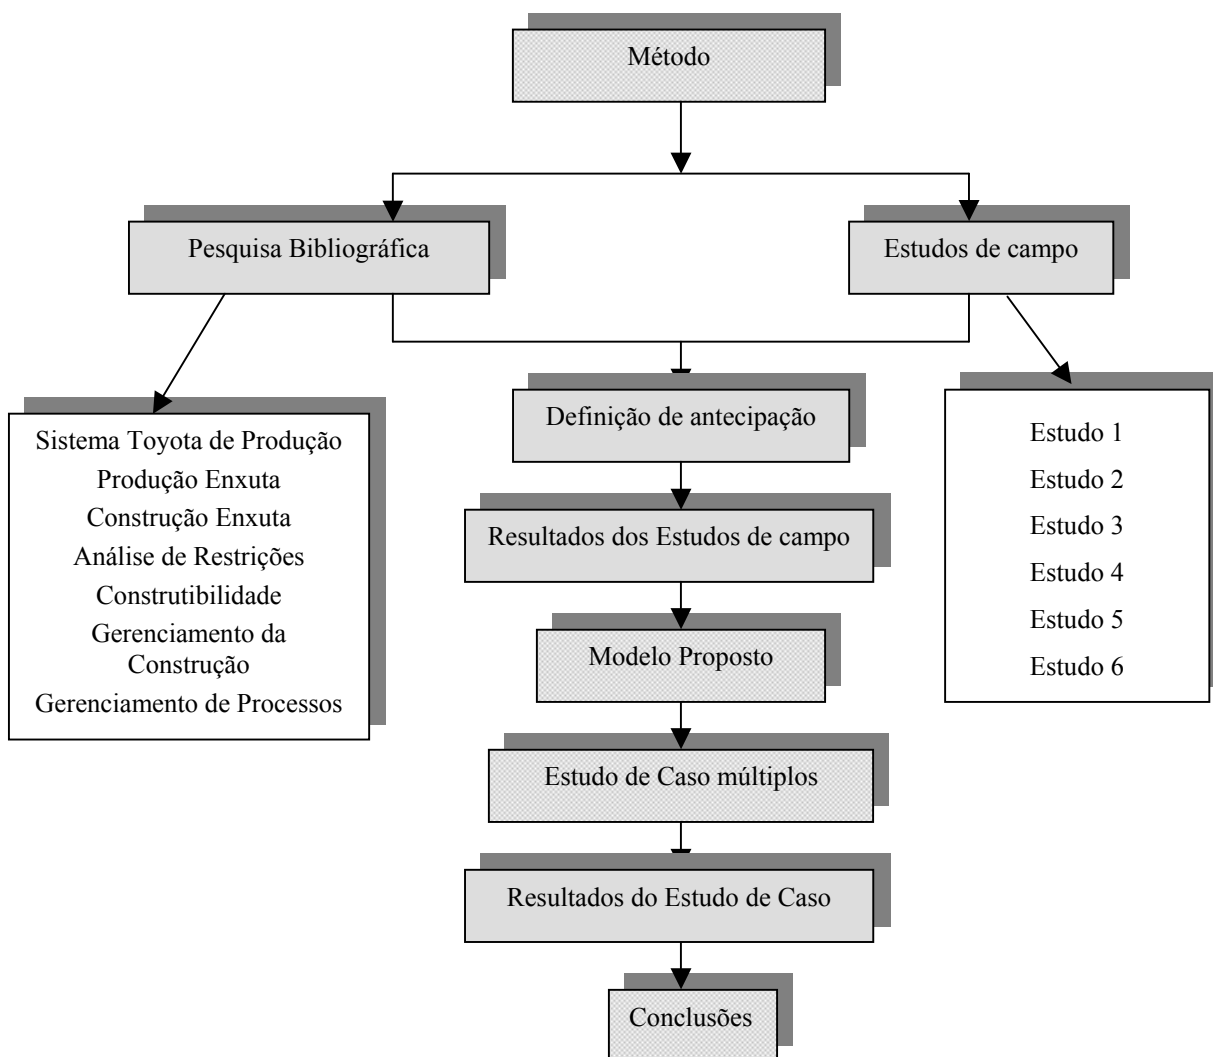 Método
Pesquisa Bibliográfica
Estudos de campo
Sistema Toyota de Produção
Produção Enxuta
Construção Enxuta
Análise de Restrições
Construtibilidade
Gerenciamento da
Construção
Gerenciamento de Processos
Definição de antecipação
Resultados dos Estudos de campo
Modelo Proposto
Estudo de Caso múltiplos
Resultados do Estudo de Caso
Conclusões
Estudo 1
Estudo 2
Estudo 3
Estudo 4
Estudo 5
Estudo 6